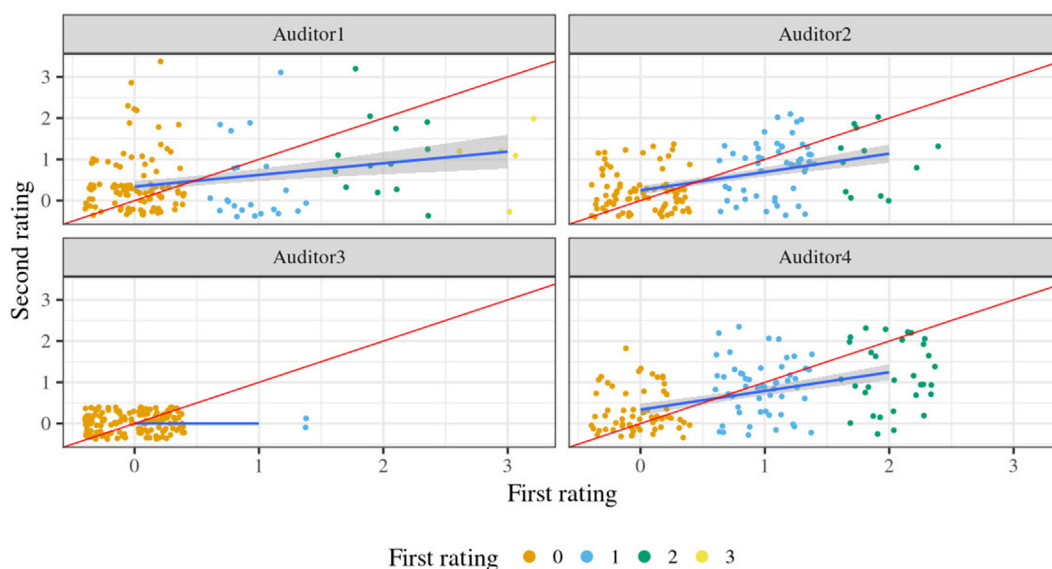 Auditor1
Auditor2
3
2
1
0
Auditor3
Auditor4
3
2
1
0
0 1 2 3
0 1 2 3
Second rating
First rating
First rating 0 1 2 3